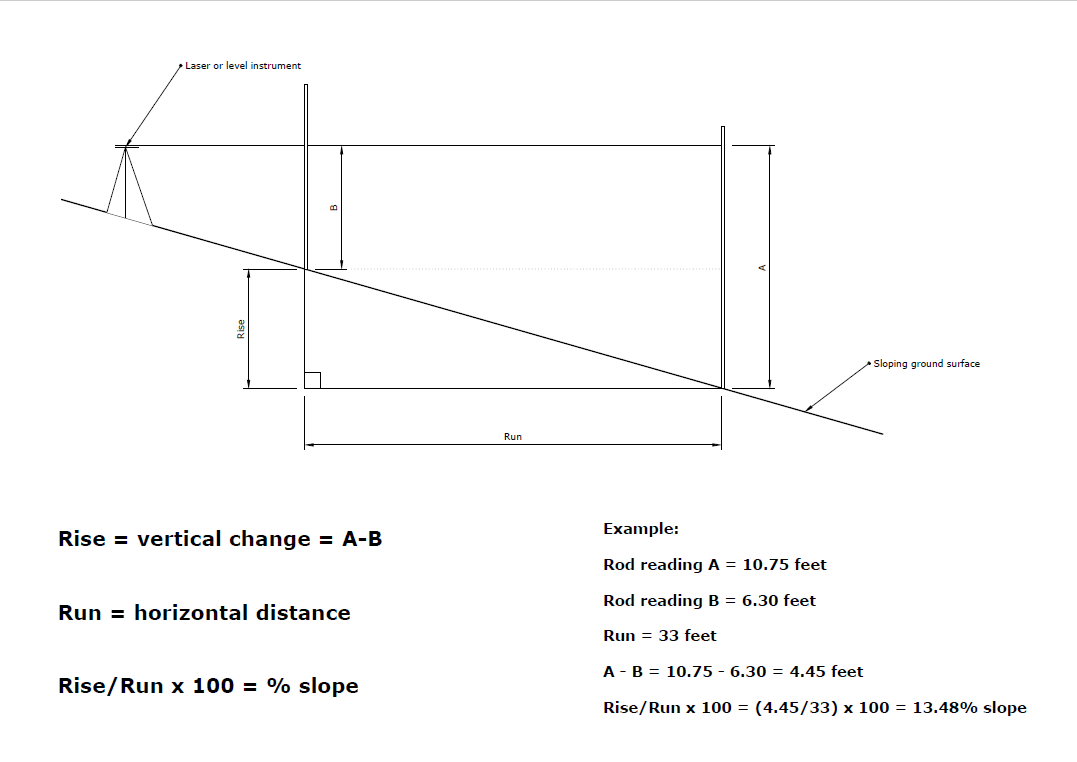 Laser or level instrument
B
A
Rise
Sloping ground surface
Run
Rise = vertical change = A-B
Run = horizontal distance
Rise/Run x 100 = % slope
Example:
Rod reading A = 10.75 feet
Rod reading B = 6.30 feet
Run = 33 feet
A - B = 10.75 - 6.30 = 4.45 feet
Rise/Run x 100 = (4.45/33) x 100 = 13.48% slope